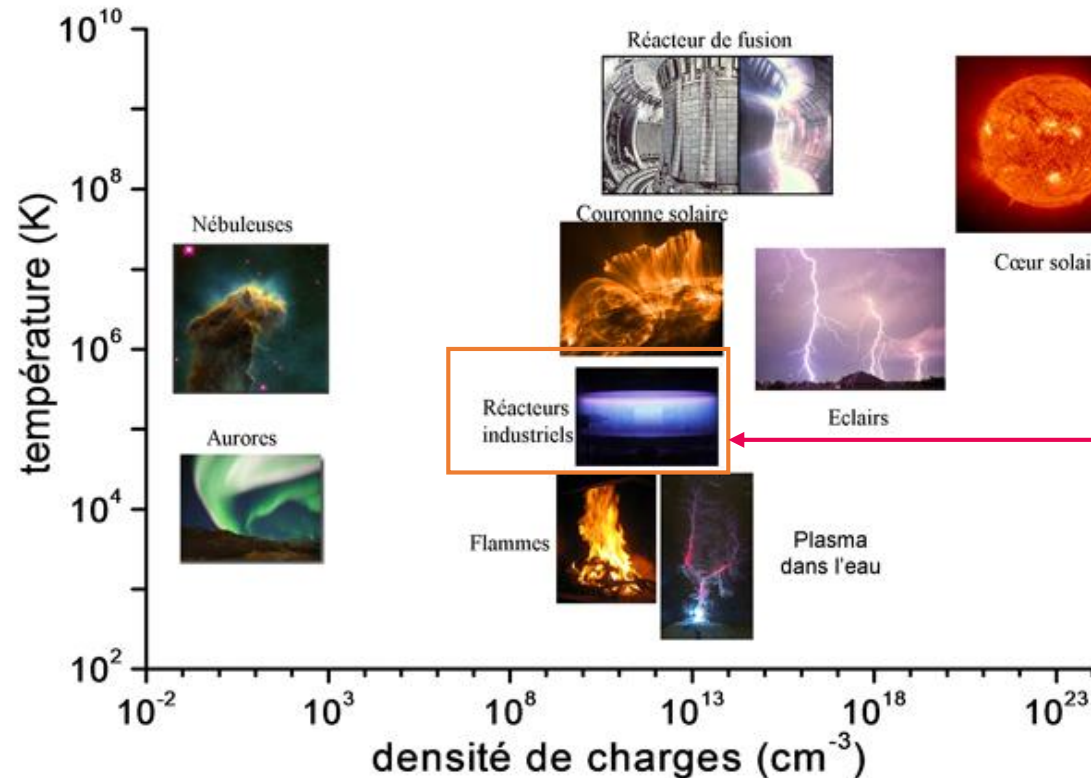 10^10
10^8
10^6
10^4
10^2
température (K)
Réacteur de fusion
Nébuleuses
Couronne solaire
Cœur solai
Réacteurs
industriels
Eclairs
Aurores
Flammes
Plasma
dans l'eau
10^-2
10^3
10^8
10^13
10^18
10^23
densité de charges (cm^-3)